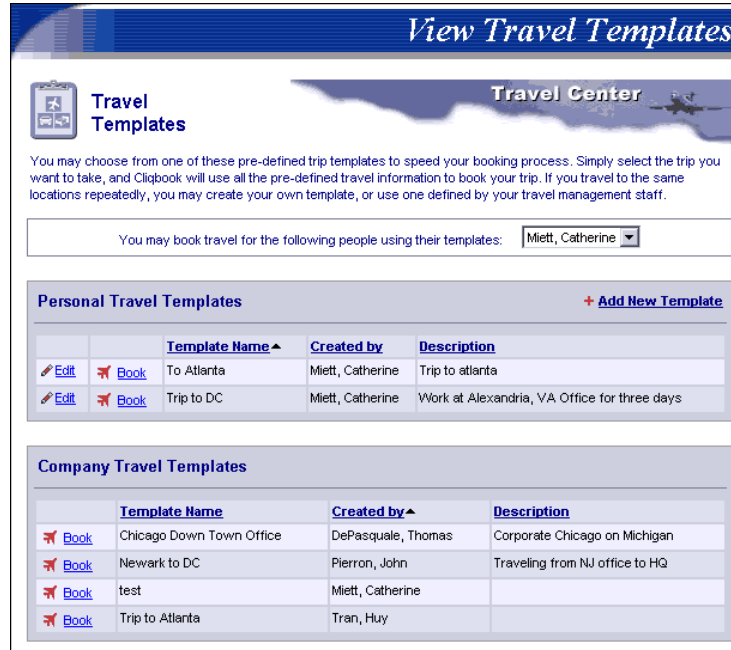 View Travel Templates
Travel Center
Travel
Templates
You may choose from one of these pre-defined trip templates to speed your booking process. Simply select the trip you
want to take, and Cliqbook will use all the pre-defined travel information to book your trip. If you travel to the same
locations repeatedly, you may create your own template, or use one defined by your travel management staff.
You may book travel for the following people using their templates: Miett, Catherine
Personal Travel Templates + Add New Template
Template Name Created by Description
Edit Book To Atlanta Miett, Catherine Trip to atlanta
Edit Book Trip to DC Miett, Catherine Work at Alexandria, VA Office for three days
Company Travel Templates
Template Name Created by Description
Book Chicago Down Town Office DePasquale, Thomas Corporate Chicago on Michigan
Book Newark to DC Pierron, John Traveling from NJ office to HQ
Book test Miett, Catherine
Book Trip to Atlanta Tran, Huy